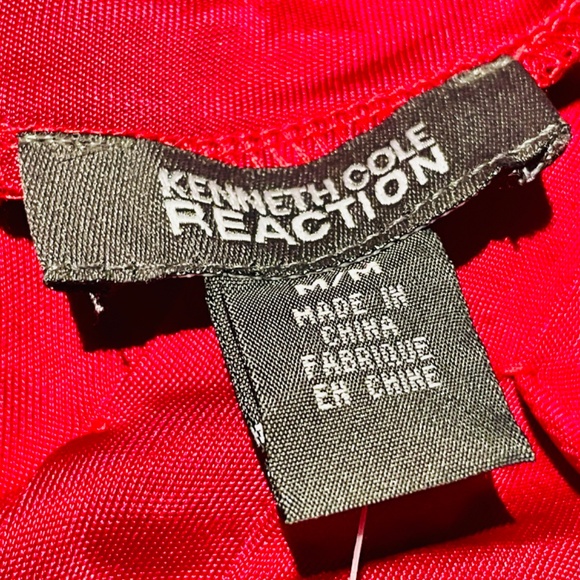 KENNETH COLE
REACTION
M/M
MADE IN
CHINA
FABRIQUE
EN CHINE